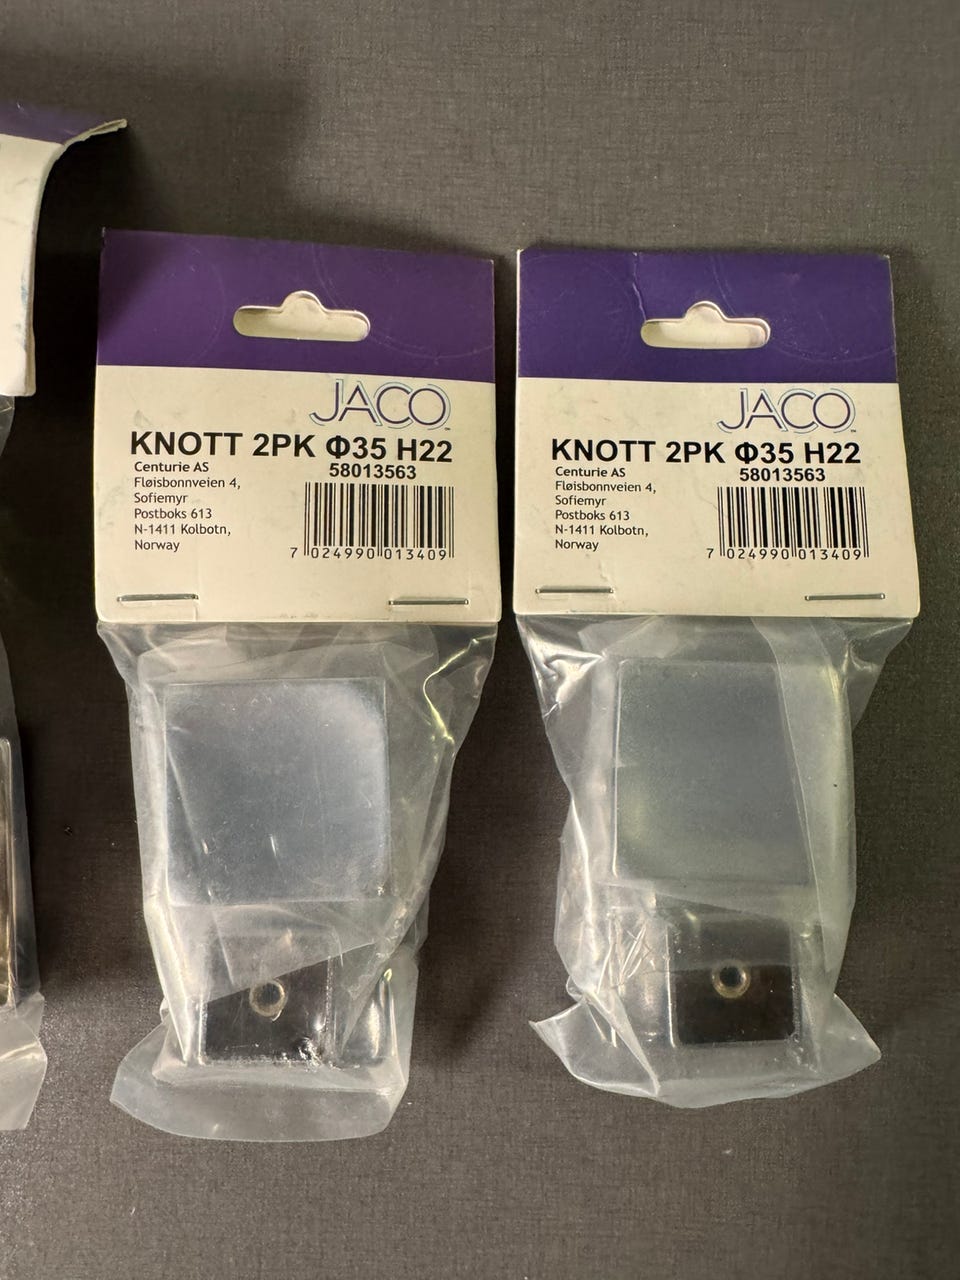 JACO
KNOTT 2PK Φ35 H22
58013563
Centurie AS
Fløisbonnveien 4,
Sofiemyr
Postboks 613
N-1411 Kolbotn,
Norway
7 024990 013409
JACO
KNOTT 2PK Φ35 H22
58013563
Centurie AS
Fløisbonnveien 4,
Sofiemyr
Postboks 613
N-1411 Kolbotn,
Norway
7 024990 013409